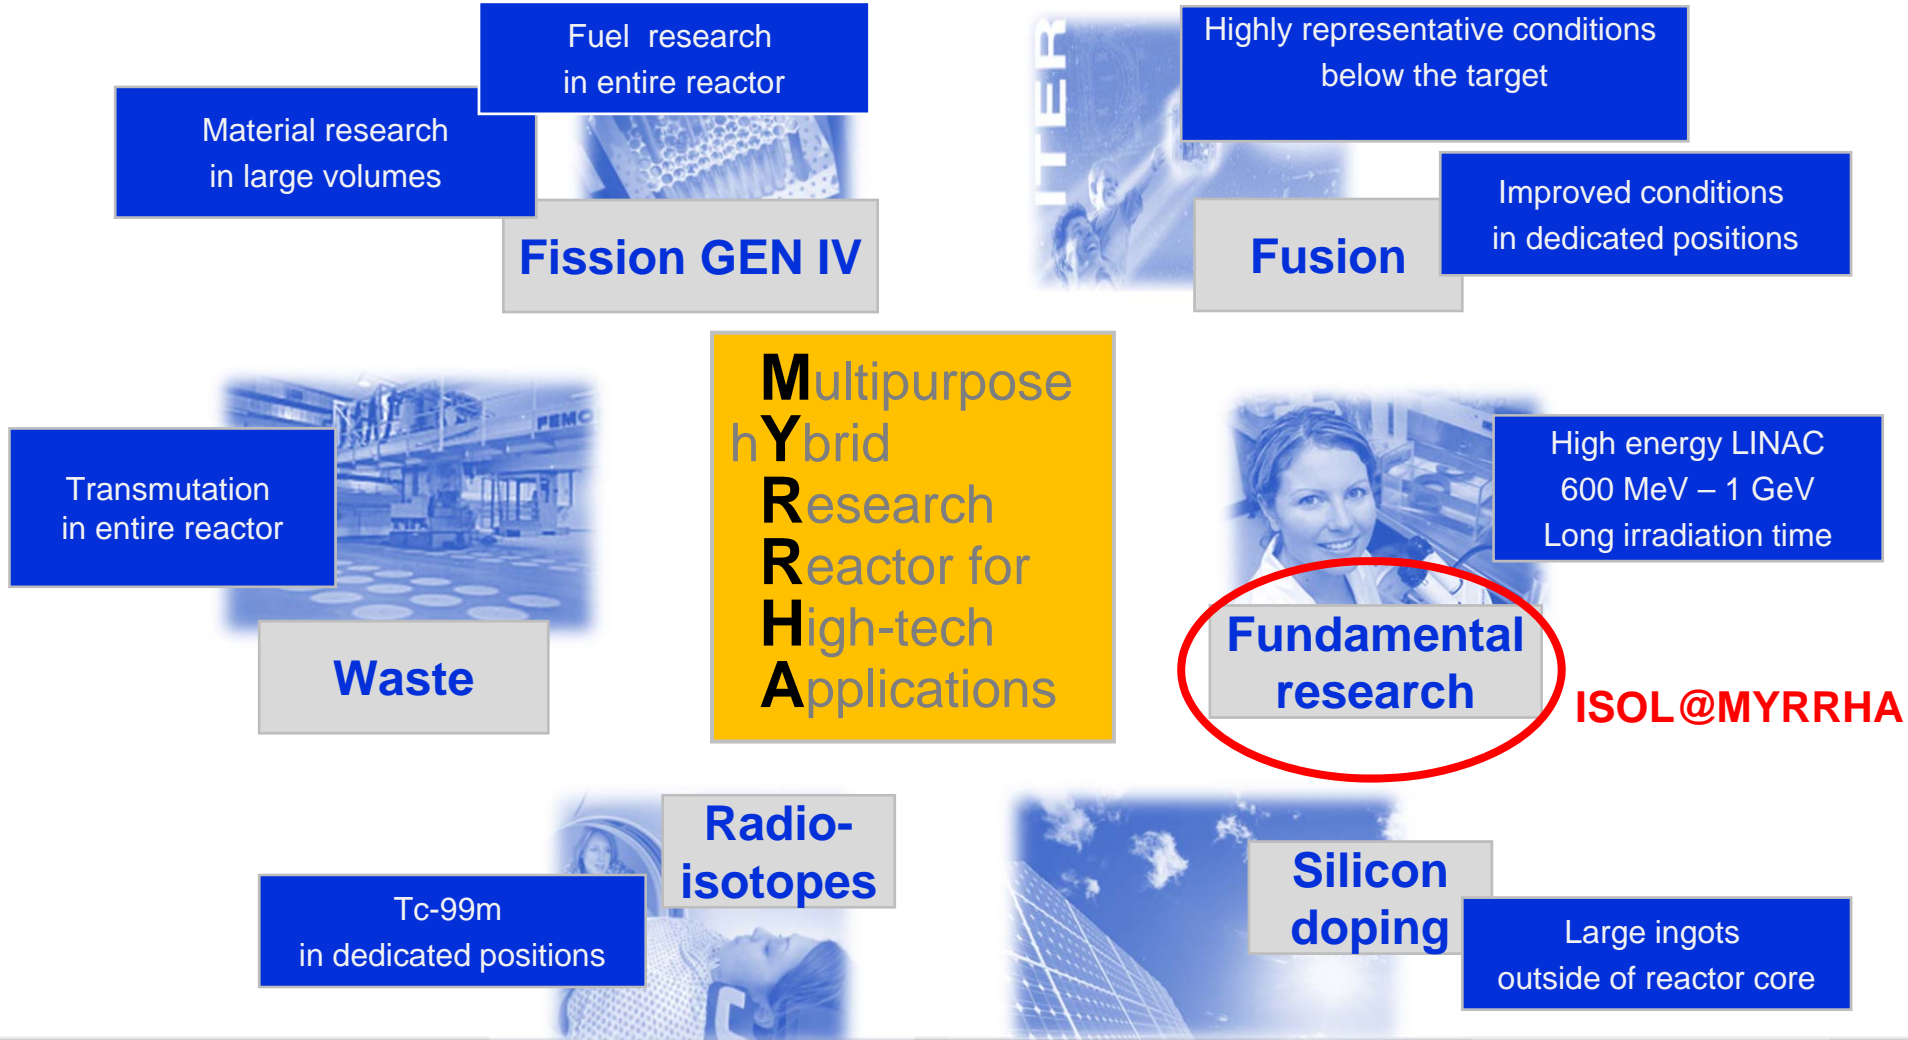 Fuel research
in entire reactor
Material research
in large volumes
Fission GEN IV
ITER
Highly representative conditions
below the target
Improved conditions
in dedicated positions
Fusion
Transmutation
in entire reactor
Waste
Multipurpose
hYbrid
Research
Reactor for
High-tech
Applications
High energy LINAC
600 MeV – 1 GeV
Long irradiation time
Fundamental
research
ISOL@MYRRHA
Radio-
isotopes
Tc-99m
in dedicated positions
Silicon
doping
Large ingots
outside of reactor core